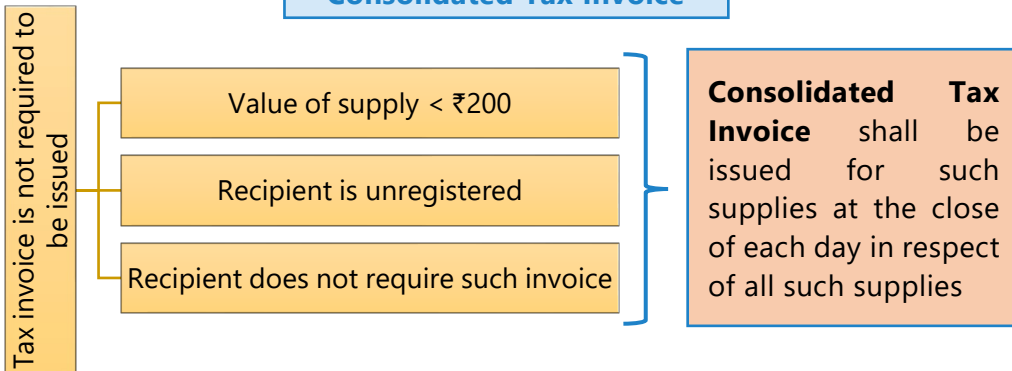 Consolidated Tax Invoice
Tax invoice is not required to
be issued
Value of supply < ₹200
Recipient is unregistered
Recipient does not require such invoice
Consolidated Tax
Invoice shall be
issued for such
supplies at the close
of each day in respect
of all such supplies